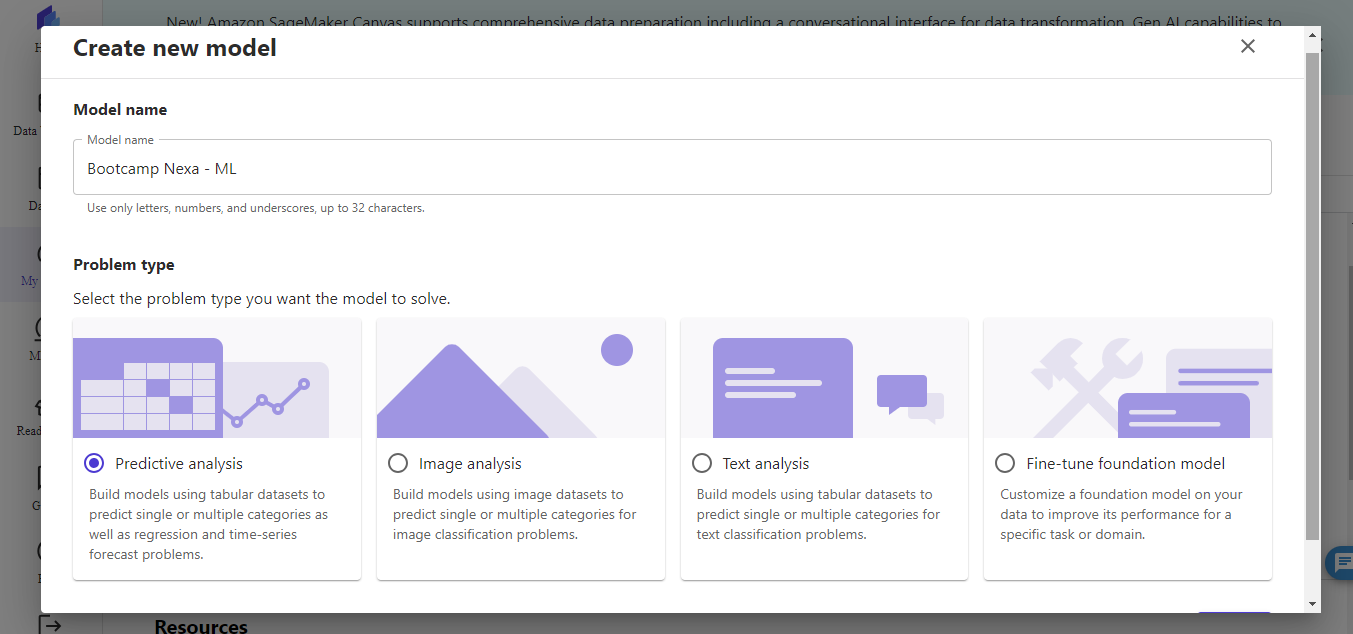 New! Amazon SageMaker Canvas supports comprehensive data preparation including a conversational interface for data transformation. Gen AI capabilities to
Create new model
Model name
Model name
Bootcamp Nexa - ML
Use only letters, numbers, and underscores, up to 32 characters.
Problem type
Select the problem type you want the model to solve.
Predictive analysis
Build models using tabular datasets to
predict single or multiple categories as
well as regression and time-series
forecast problems.
Image analysis
Build models using image datasets to
predict single or multiple categories for
image classification problems.
Text analysis
Build models using tabular datasets to
predict single or multiple categories for
text classification problems.
Fine-tune foundation model
Customize a foundation model on your
data to improve its performance for a
specific task or domain.
Data
My
Resources